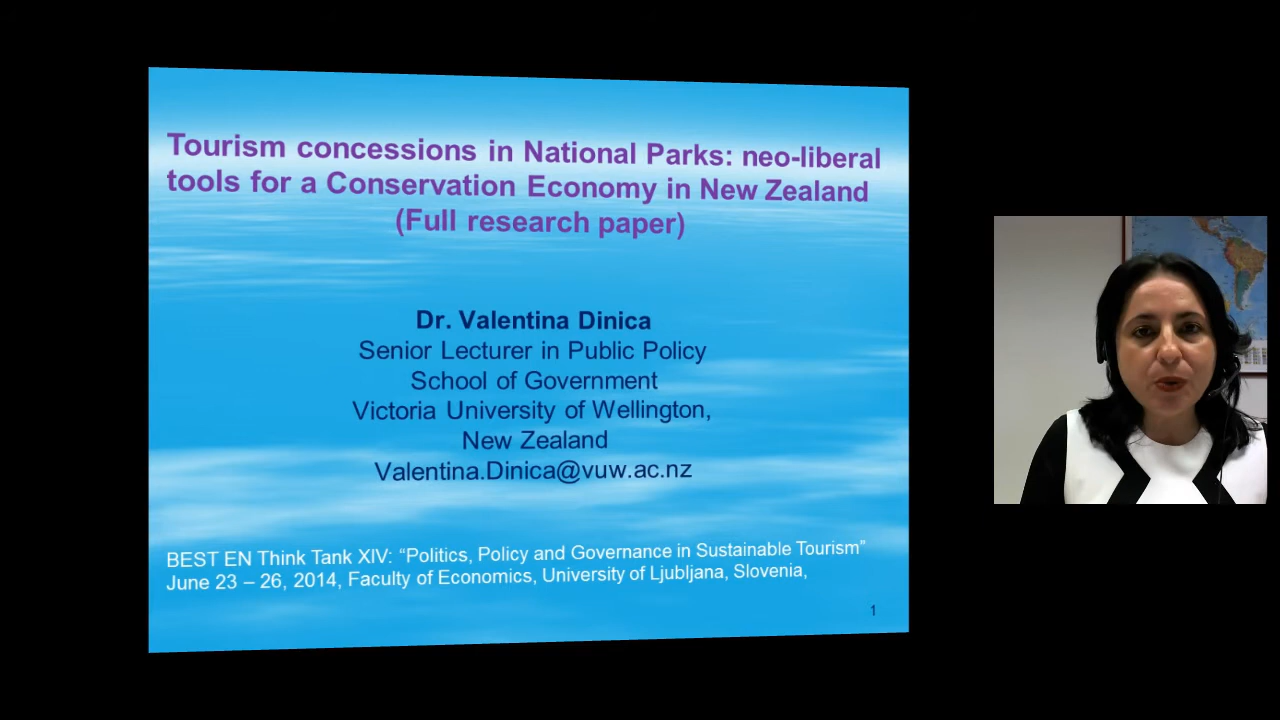 Tourism concessions in National Parks: neo-liberal
tools for a Conservation Economy in New Zealand
(Full research paper)
Dr. Valentina Dinica
Senior Lecturer in Public Policy
School of Government
Victoria University of Wellington,
New Zealand
Valentina.Dinica@vuw.ac.nz
BEST EN Think Tank XIV: “Politics, Policy and Governance in Sustainable Tourism”
June 23 – 26, 2014, Faculty of Economics, University of Ljubljana, Slovenia,
1